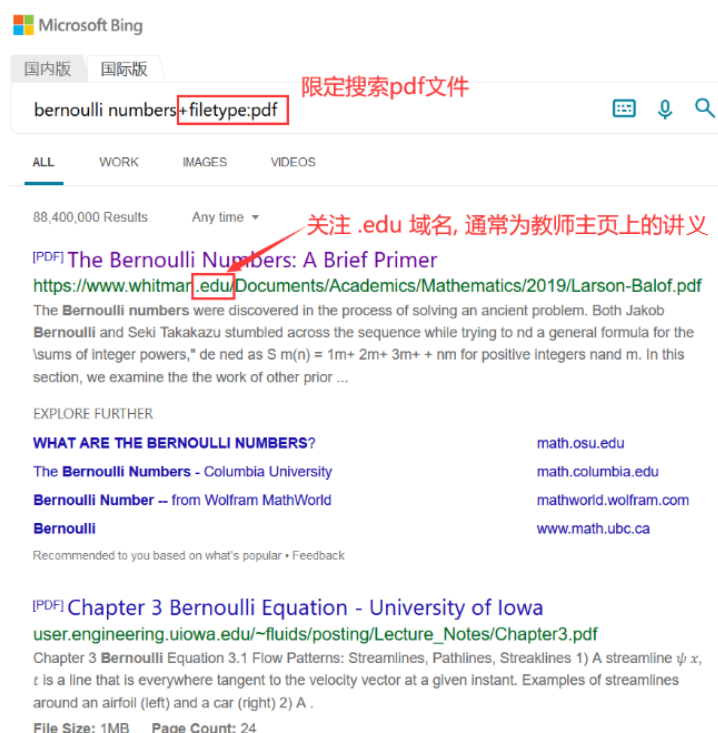 Microsoft Bing
国内版 国际版
限定搜索pdf文件
bernoulli numbers+filetype:pdf
ALL WORK IMAGES VIDEOS
88,400,000 Results Any time
关注 .edu 域名, 通常为教师主页上的讲义
[PDF] The Bernoulli Numbers: A Brief Primer
https://www.whitman.edu/Documents/Academics/Mathematics/2019/Larson-Balof.pdf
The Bernoulli numbers were discovered in the process of solving an ancient problem. Both Jakob
Bernoulli and Seki Takakazu stumbled across the sequence while trying to nd a general formula for the
\sums of integer powers," de ned as S m(n) = 1m+ 2m+ 3m+ + nm for positive integers nand m. In this
section, we examine the the work of other prior ...
EXPLORE FURTHER
WHAT ARE THE BERNOULLI NUMBERS? math.osu.edu
The Bernoulli Numbers - Columbia University math.columbia.edu
Bernoulli Number -- from Wolfram MathWorld mathworld.wolfram.com
Bernoulli www.math.ubc.ca
Recommended to you based on what's popular • Feedback
[PDF] Chapter 3 Bernoulli Equation - University of Iowa
user.engineering.uiowa.edu/~fluids/posting/Lecture_Notes/Chapter3.pdf
Chapter 3 Bernoulli Equation 3.1 Flow Patterns: Streamlines, Pathlines, Streaklines 1) A streamline 𝜓 𝑥,
𝑡 is a line that is everywhere tangent to the velocity vector at a given instant. Examples of streamlines
around an airfoil (left) and a car (right) 2) A .
File Size: 1MB Page Count: 24